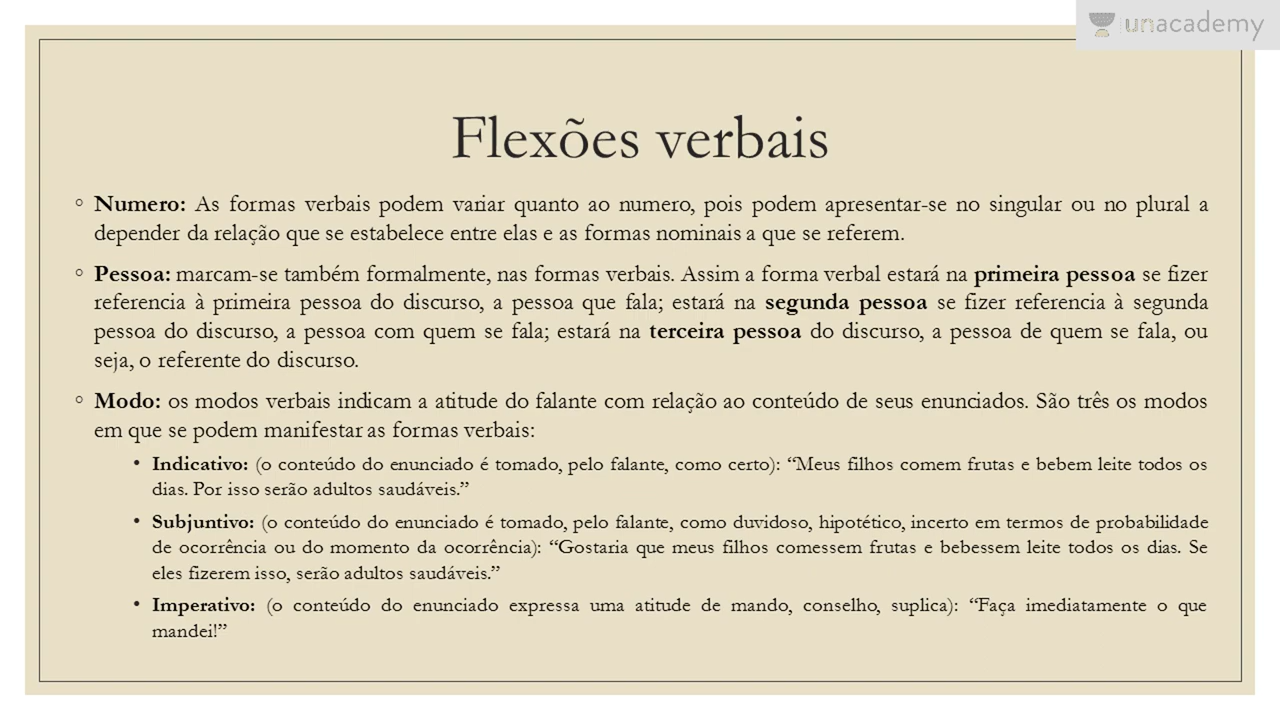 unacademy
Flexões verbais
◦ Numero: As formas verbais podem variar quanto ao numero, pois podem apresentar-se no singular ou no plural a
depender da relação que se estabelece entre elas e as formas nominais a que se referem.
◦ Pessoa: marcam-se também formalmente, nas formas verbais. Assim a forma verbal estará na primeira pessoa se fizer
referencia à primeira pessoa do discurso, a pessoa que fala; estará na segunda pessoa se fizer referencia à segunda
pessoa do discurso, a pessoa com quem se fala; estará na terceira pessoa do discurso, a pessoa de quem se fala, ou
seja, o referente do discurso.
◦ Modo: os modos verbais indicam a atitude do falante com relação ao conteúdo de seus enunciados. São três os modos
em que se podem manifestar as formas verbais:
• Indicativo: (o conteúdo do enunciado é tomado, pelo falante, como certo): “Meus filhos comem frutas e bebem leite todos os
dias. Por isso serão adultos saudáveis.”
• Subjuntivo: (o conteúdo do enunciado é tomado, pelo falante, como duvidoso, hipotético, incerto em termos de probabilidade
de ocorrência ou do momento da ocorrência): “Gostaria que meus filhos comessem frutas e bebessem leite todos os dias. Se
eles fizerem isso, serão adultos saudáveis.”
• Imperativo: (o conteúdo do enunciado expressa uma atitude de mando, conselho, suplica): “Faça imediatamente o que
mandei!”